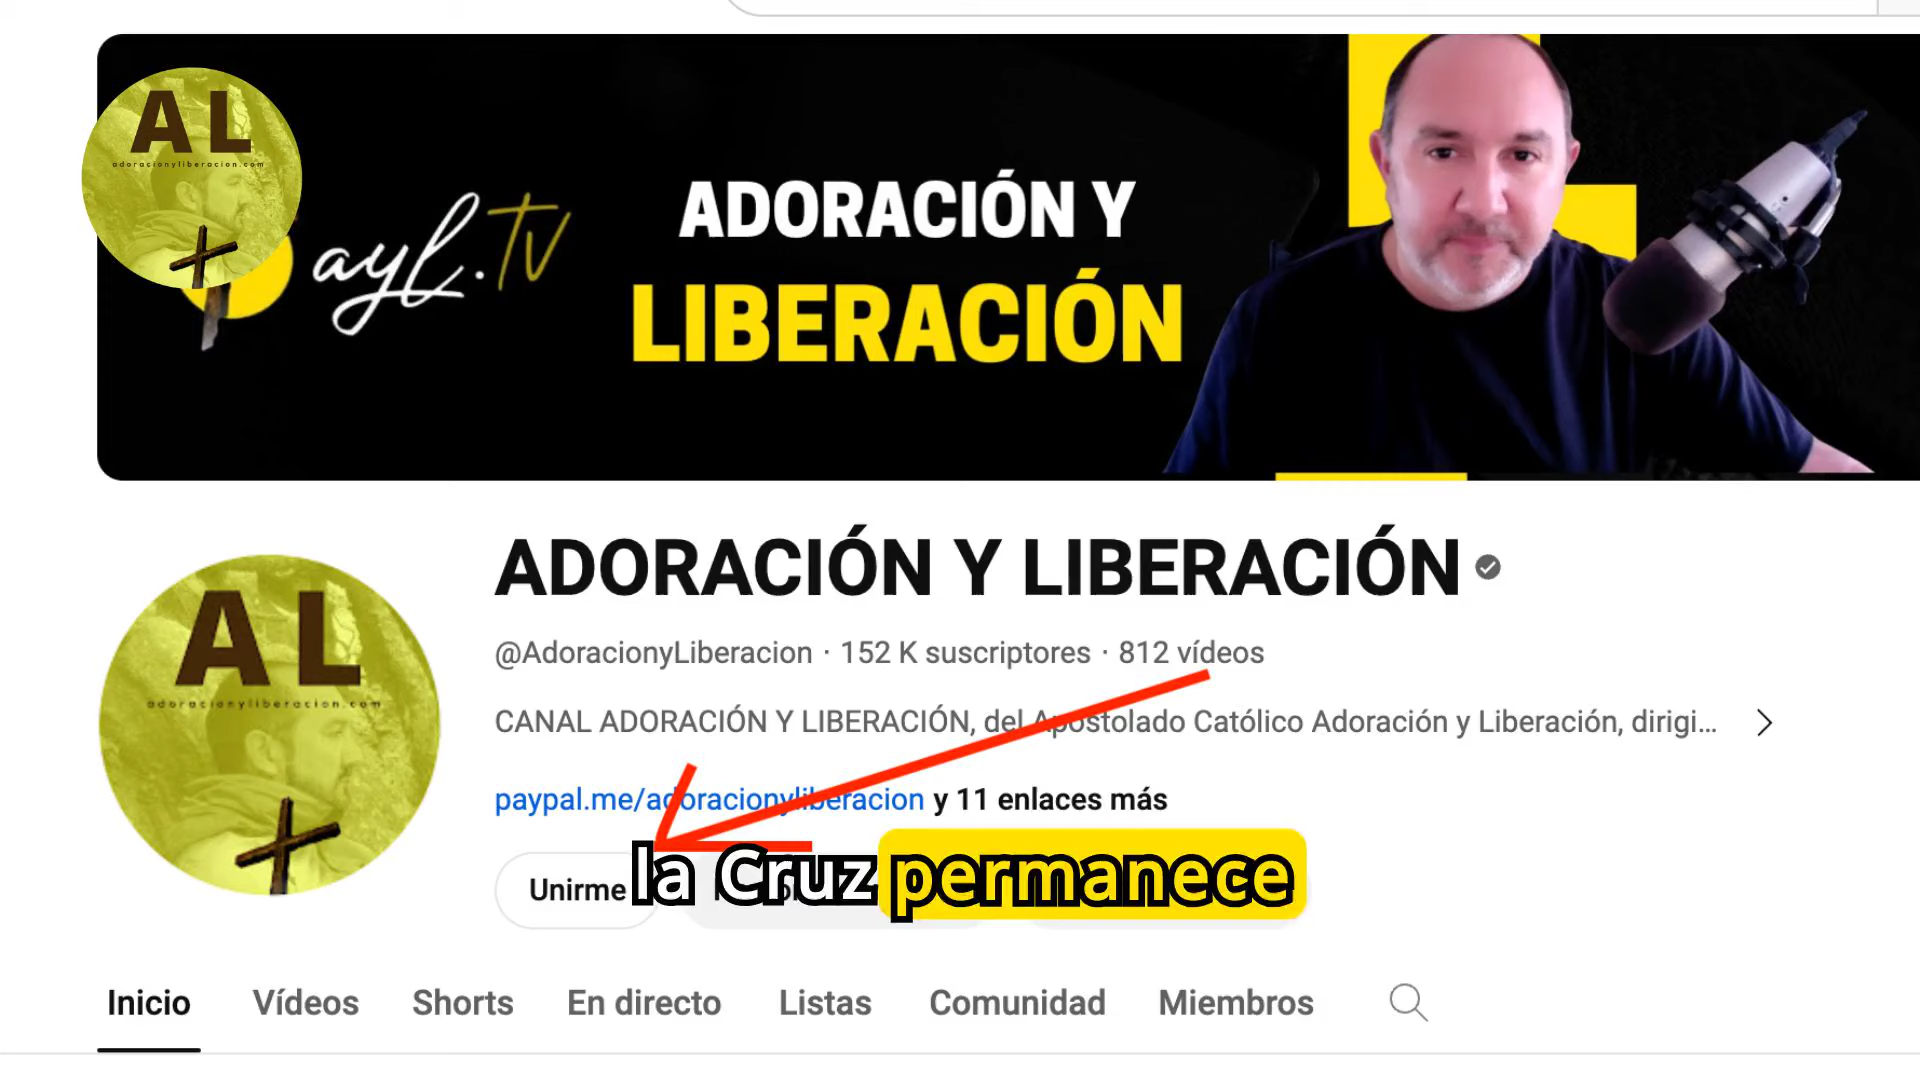 A L
adoracionyliberacion.com
ayl.TV
ADORACIÓN Y
LIBERACIÓN
A L
adoracionyliberacion.com
ADORACIÓN Y LIBERACIÓN
@AdoracionyLiberacion · 152 K suscriptores · 812 vídeos
CANAL ADORACIÓN Y LIBERACIÓN, del Apostolado Católico Adoración y Liberación, dirigi...
paypal.me/adoracionyliberacion y 11 enlaces más
Unirme
la Cruz permanece
Inicio Vídeos Shorts En directo Listas Comunidad Miembros